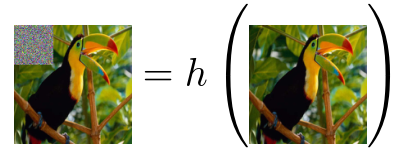 = h ( )